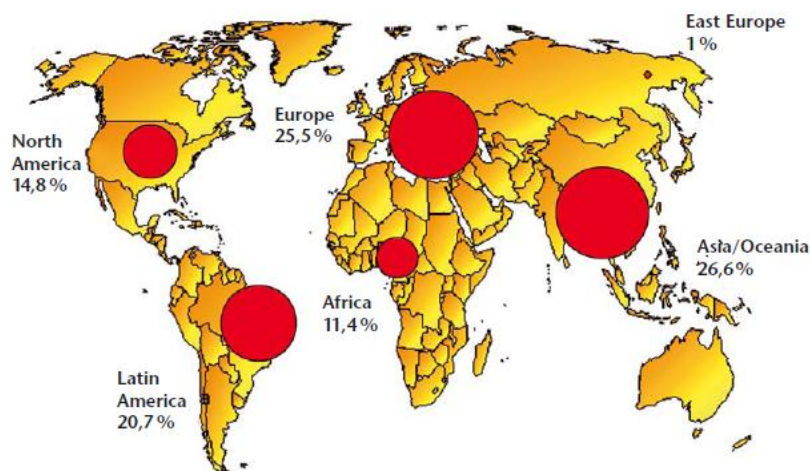 East Europe
1 %
Europe
25,5 %
North
America
14,8 %
Asia/Oceania
26,6 %
Africa
11,4 %
Latin
America
20,7 %